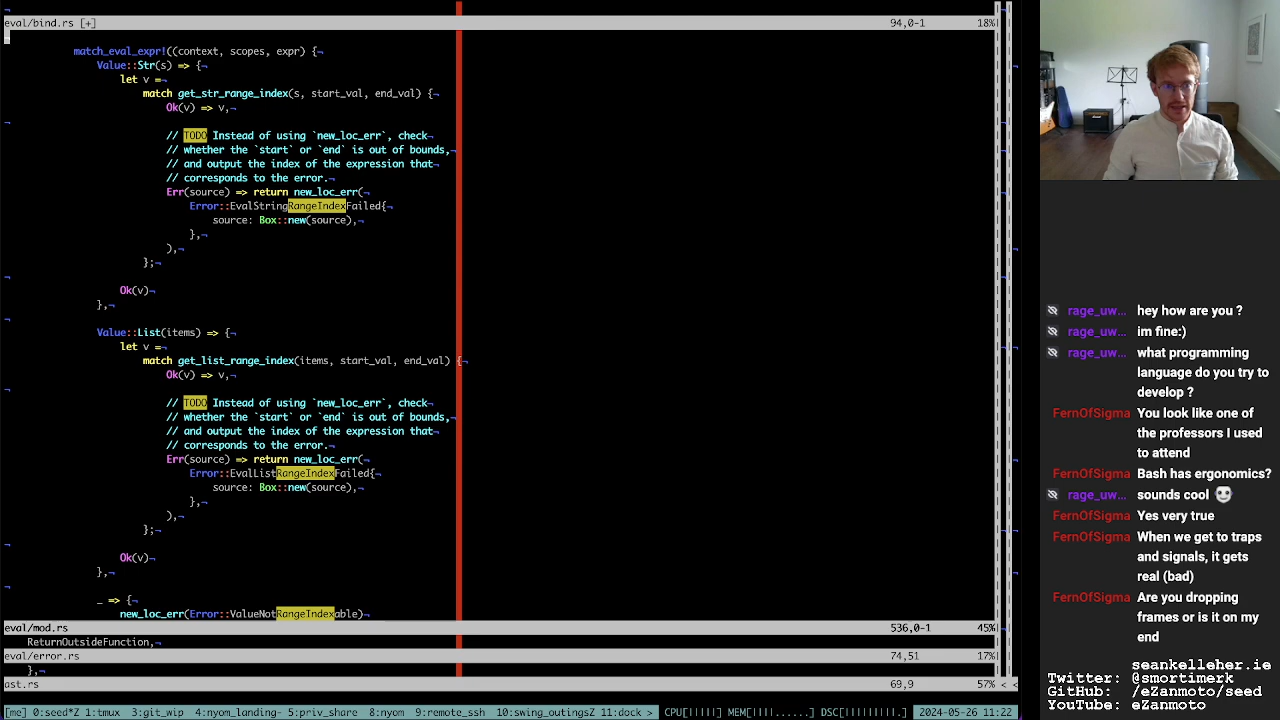 ¬
eval/bind.rs [+] 94,0-1 18%
match_eval_expr!((context, scopes, expr) {¬
Value::Str(s) => {¬
let v =¬
match get_str_range_index(s, start_val, end_val) {¬
Ok(v) => v,¬
¬
// TODO Instead of using `new_loc_err`, check¬
// whether the `start` or `end` is out of bounds,¬
// and output the index of the expression that¬
// corresponds to the error.¬
Err(source) => return new_loc_err(¬
Error::EvalStringRangeIndexFailed{¬
source: Box::new(source),¬
},¬
),¬
};¬
¬
Ok(v)¬
},¬
¬
Value::List(items) => {¬
let v =¬
match get_list_range_index(items, start_val, end_val) {¬
Ok(v) => v,¬
¬
// TODO Instead of using `new_loc_err`, check¬
// whether the `start` or `end` is out of bounds,¬
// and output the index of the expression that¬
// corresponds to the error.¬
Err(source) => return new_loc_err(¬
Error::EvalListRangeIndexFailed{¬
source: Box::new(source),¬
},¬
),¬
};¬
¬
Ok(v)¬
},¬
¬
_ => {¬
new_loc_err(Error::ValueNotRangeIndexable)¬
eval/mod.rs 536,0-1 45%
ReturnOutsideFunction,¬
eval/error.rs 74,51 17%
},¬
ast.rs 69,9 57% < <
[me] 0:seed*Z 1:tmux 3:git_wip 4:nyom_landing- 5:priv_share 8:nyom 9:remote_ssh 10:swing_outingsZ 11:dock > CPU[|||||] MEM[||||......] DSC[|||||||||.] 2024-05-26 11:22
rage_uw... hey how are you ?
rage_uw... im fine:)
rage_uw... what programming
language do you try to
develop ?
FernOfSigma You look like one of
the professors I used
to attend
FernOfSigma Bash has ergonomics?
rage_uw... sounds cool
FernOfSigma Yes very true
FernOfSigma When we get to traps
and signals, it gets
real (bad)
FernOfSigma Are you dropping
frames or is it on my
end
seankelleher.ie
Twitter: @smortimerk
GitHub: /eZanmoto/seed
YouTube: eZanmoto